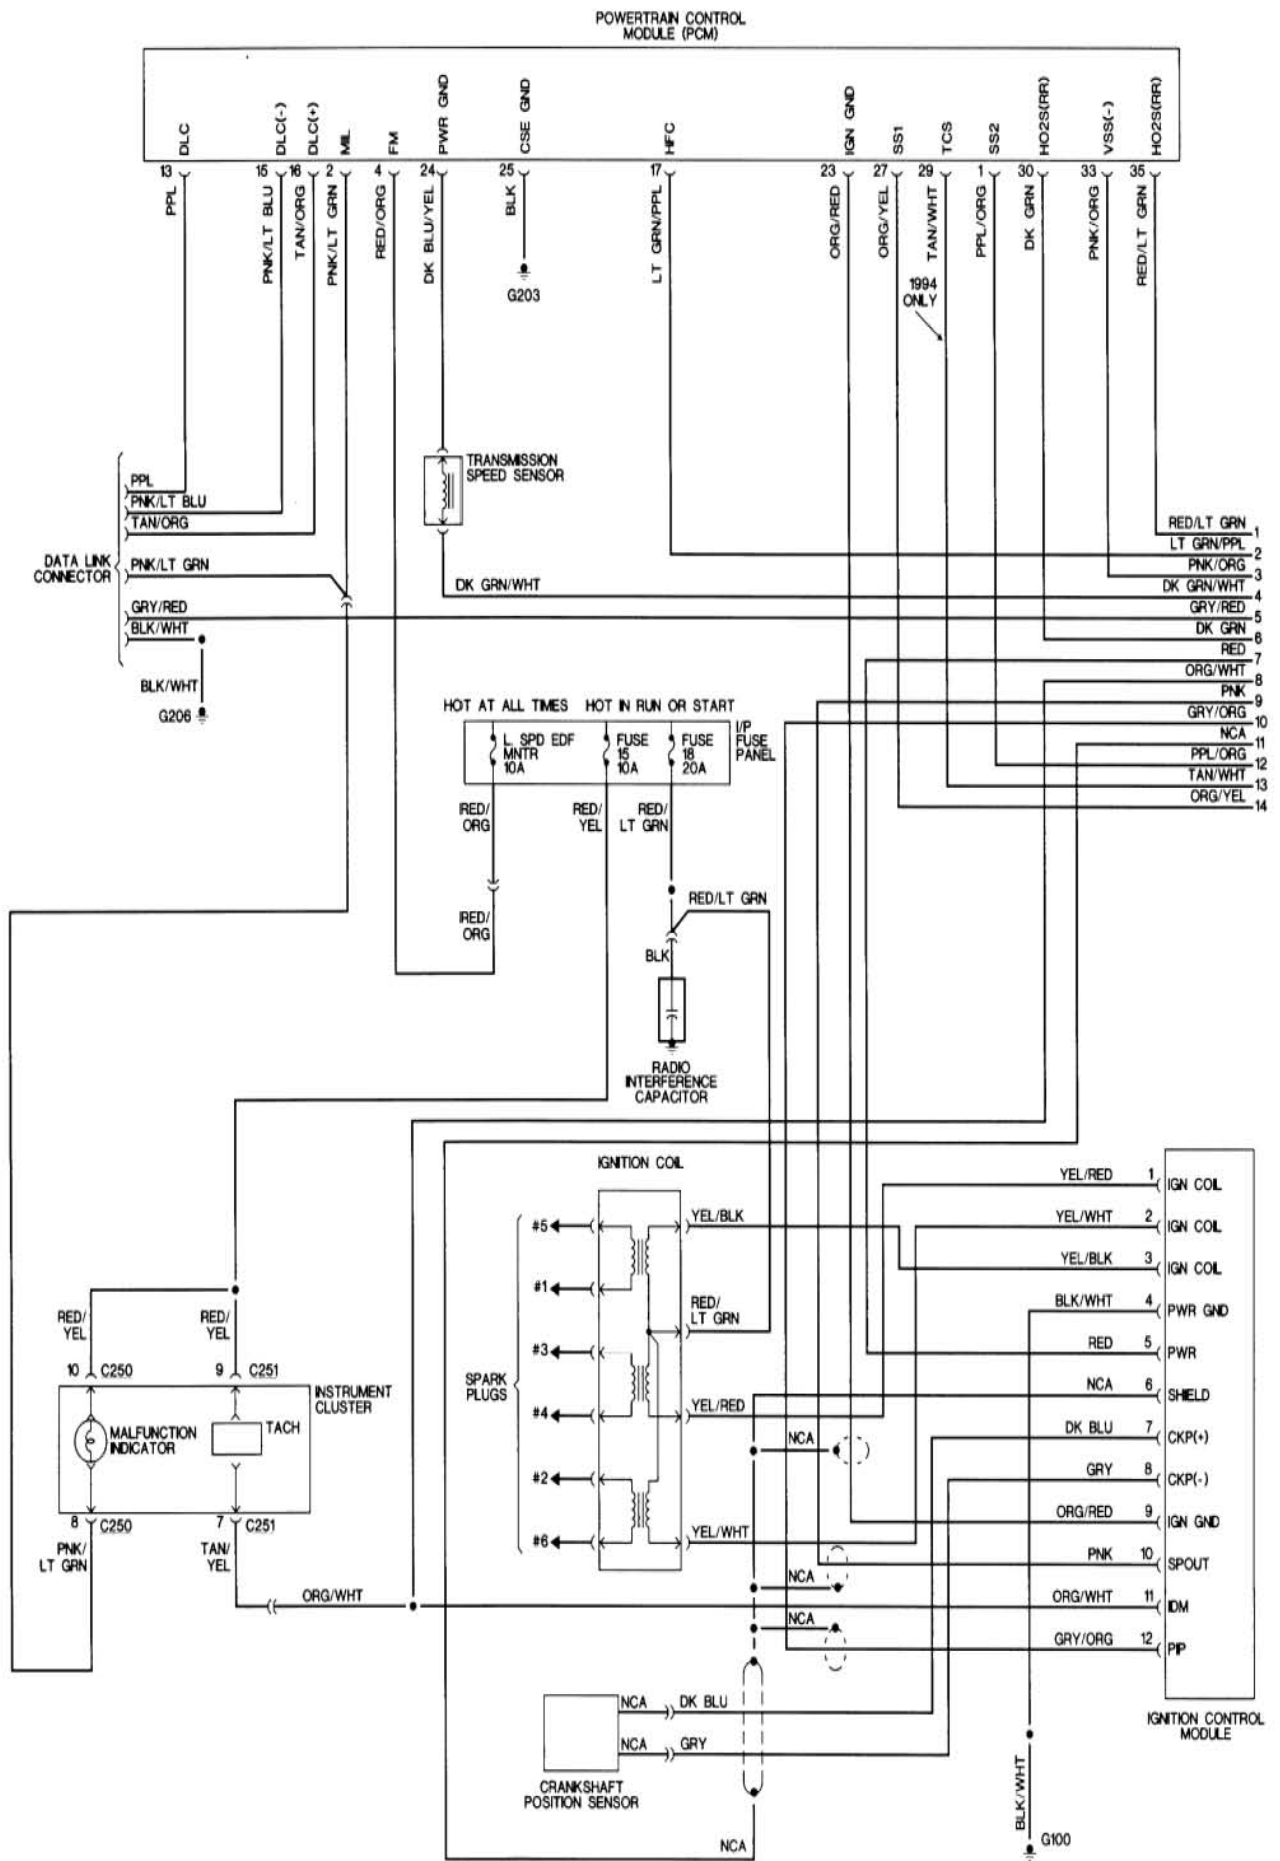 POWERTRAIN CONTROL
MODULE (PCM)
DLC
DLC(-)
DLC(+)
MIL
FM
PWR GND
CSE GND
HFC
IGN GND
SS1
TCS
SS2
HO2S(RR)
VSS(-)
HO2S(RR)
13
15
16
2
4
24
25
17
23
27
29
1
30
33
35
PPL
PNK/LT BLU
TAN/ORG
PNK/LT GRN
RED/ORG
DK BLU/YEL
BLK
LT GRN/PPL
ORG/RED
ORG/YEL
TAN/WHT
PPL/ORG
DK GRN
PNK/ORG
RED/LT GRN
G203
1994
ONLY
TRANSMISSION
SPEED SENSOR
DATA LINK
CONNECTOR
PPL
PNK/LT BLU
TAN/ORG
PNK/LT GRN
GRY/RED
BLK/WHT
BLK/WHT
G206
DK GRN/WHT
RED/LT GRN 1
LT GRN/PPL 2
PNK/ORG 3
DK GRN/WHT 4
GRY/RED 5
DK GRN 6
RED 7
ORG/WHT 8
PNK 9
GRY/ORG 10
NCA 11
PPL/ORG 12
TAN/WHT 13
ORG/YEL 14
HOT AT ALL TIMES
HOT IN RUN OR START
L. SPD EDF
MNTR
10A
FUSE
15
10A
FUSE
18
20A
I/P
FUSE
PANEL
RED/
ORG
RED/
YEL
RED/
LT GRN
RED/
ORG
RED/LT GRN
BLK
RADIO
INTERFERENCE
CAPACITOR
IGNITION COIL
SPARK
PLUGS
#5
#1
#3
#4
#2
#6
YEL/BLK
RED/
LT GRN
YEL/RED
YEL/WHT
YEL/RED 1 IGN COIL
YEL/WHT 2 IGN COIL
YEL/BLK 3 IGN COIL
BLK/WHT 4 PWR GND
RED 5 PWR
NCA 6 SHIELD
DK BLU 7 CKP(+)
GRY 8 CKP(-)
ORG/RED 9 IGN GND
PNK 10 SPOUT
ORG/WHT 11 IDM
GRY/ORG 12 PIP
IGNITION CONTROL
MODULE
NCA
NCA
NCA
RED/
YEL
RED/
YEL
10 C250
9 C251
INSTRUMENT
CLUSTER
MALFUNCTION
INDICATOR
TACH
8 C250
7 C251
PNK/
LT GRN
TAN/
YEL
ORG/WHT
NCA DK BLU
NCA GRY
CRANKSHAFT
POSITION SENSOR
NCA
BLK/WHT
G100